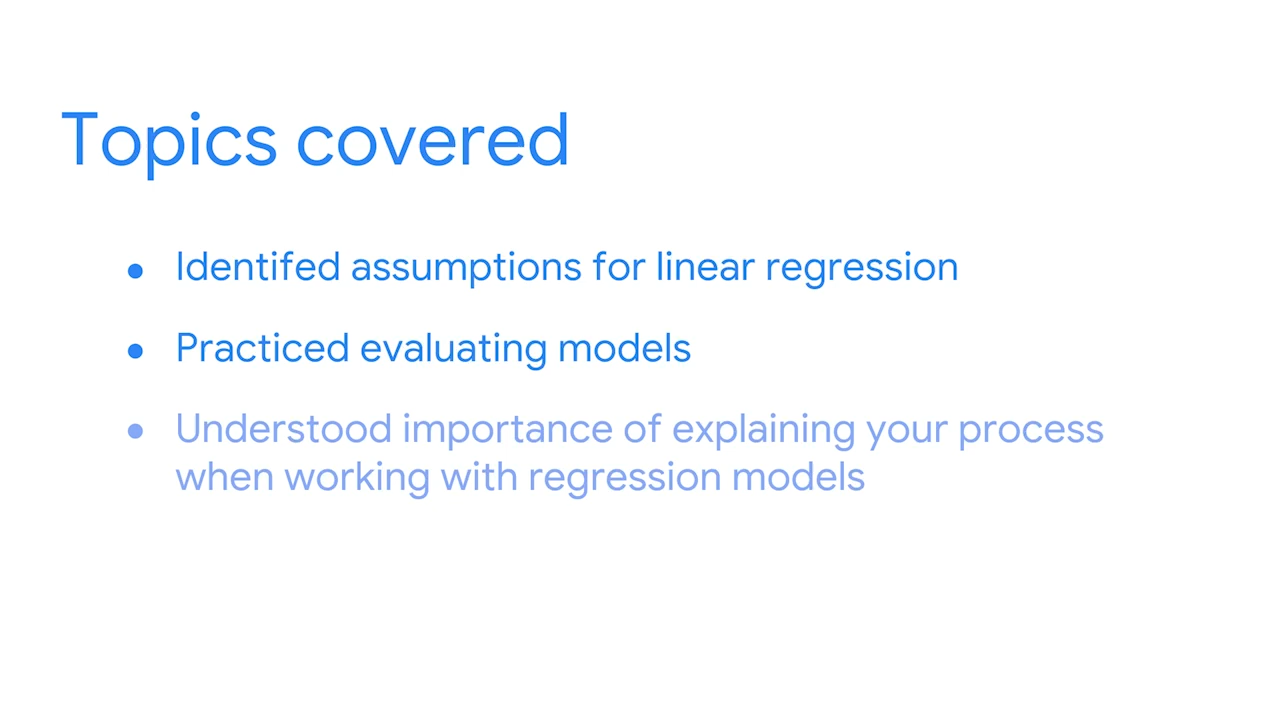 Topics covered
● Identifed assumptions for linear regression
● Practiced evaluating models
● Understood importance of explaining your process
when working with regression models